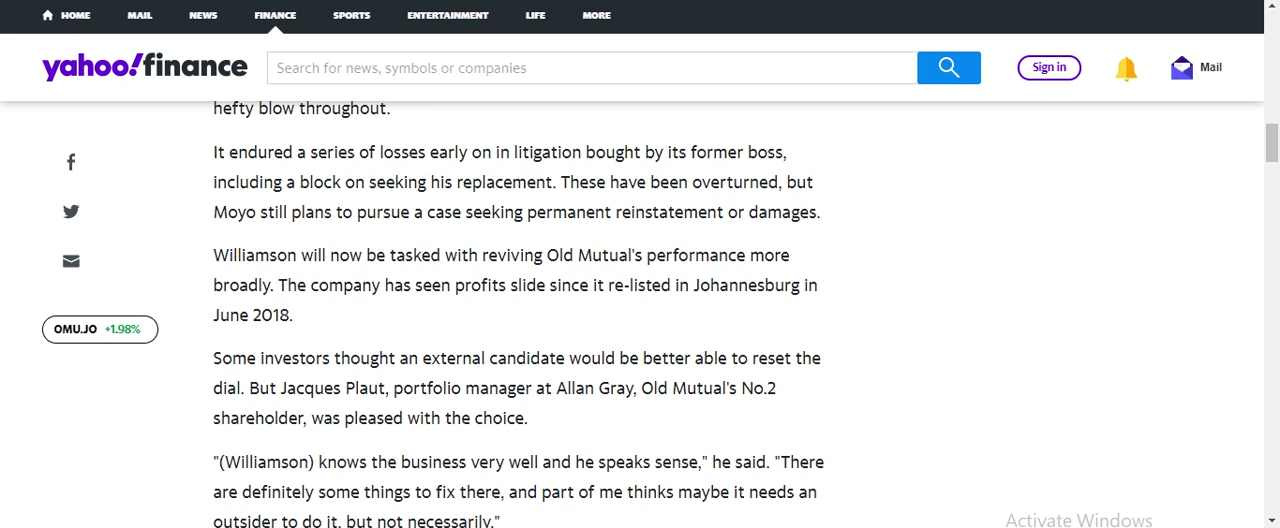 HOME MAIL NEWS FINANCE SPORTS ENTERTAINMENT LIFE MORE
yahoo!finance Search for news, symbols or companies Sign in Mail
hefty blow throughout.
It endured a series of losses early on in litigation bought by its former boss,
including a block on seeking his replacement. These have been overturned, but
Moyo still plans to pursue a case seeking permanent reinstatement or damages.
Williamson will now be tasked with reviving Old Mutual's performance more
broadly. The company has seen profits slide since it re-listed in Johannesburg in
June 2018.
OMU.JO +1.98%
Some investors thought an external candidate would be better able to reset the
dial. But Jacques Plaut, portfolio manager at Allan Gray, Old Mutual's No.2
shareholder, was pleased with the choice.
"(Williamson) knows the business very well and he speaks sense," he said. "There
are definitely some things to fix there, and part of me thinks maybe it needs an
outsider to do it, but not necessarily."
Activate Windows